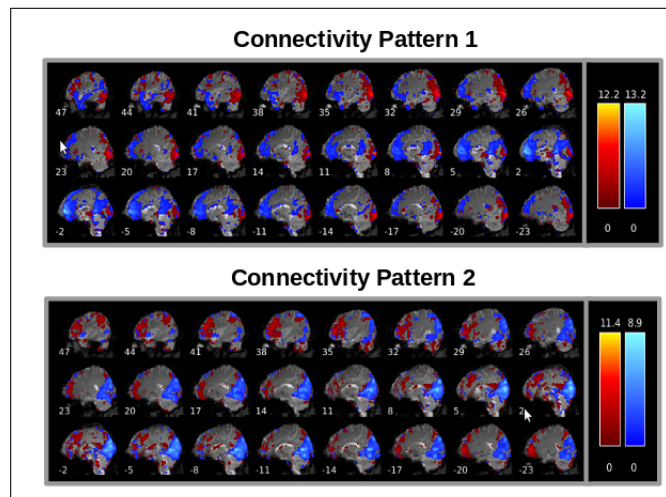 Connectivity Pattern 1
47 44 41 38 35 32 29 26
23 20 17 14 11 8 5 2
-2 -5 -8 -11 -14 -17 -20 -23
12.2 13.2
0 0
Connectivity Pattern 2
47 44 41 38 35 32 29 26
23 20 17 14 11 8 5 2
-2 -5 -8 -11 -14 -17 -20 -23
11.4 8.9
0 0